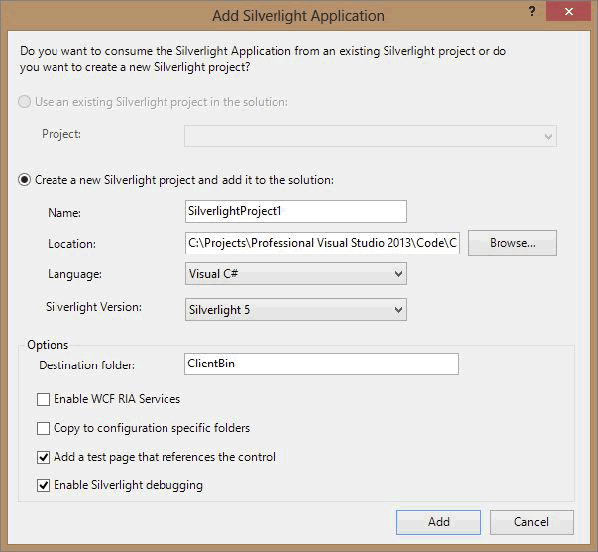 Add Silverlight Application
?
Do you want to consume the Silverlight Application from an existing Silverlight project or do
you want to create a new Silverlight project?
Use an existing Silverlight project in the solution:
Project:
Create a new Silverlight project and add it to the solution:
Name: SilverlightProject1
Location: C:\Projects\Professional Visual Studio 2013\Code\C Browse...
Language: Visual C#
Silverlight Version: Silverlight 5
Options
Destination folder: ClientBin
Enable WCF RIA Services
Copy to configuration specific folders
Add a test page that references the control
Enable Silverlight debugging
Add Cancel